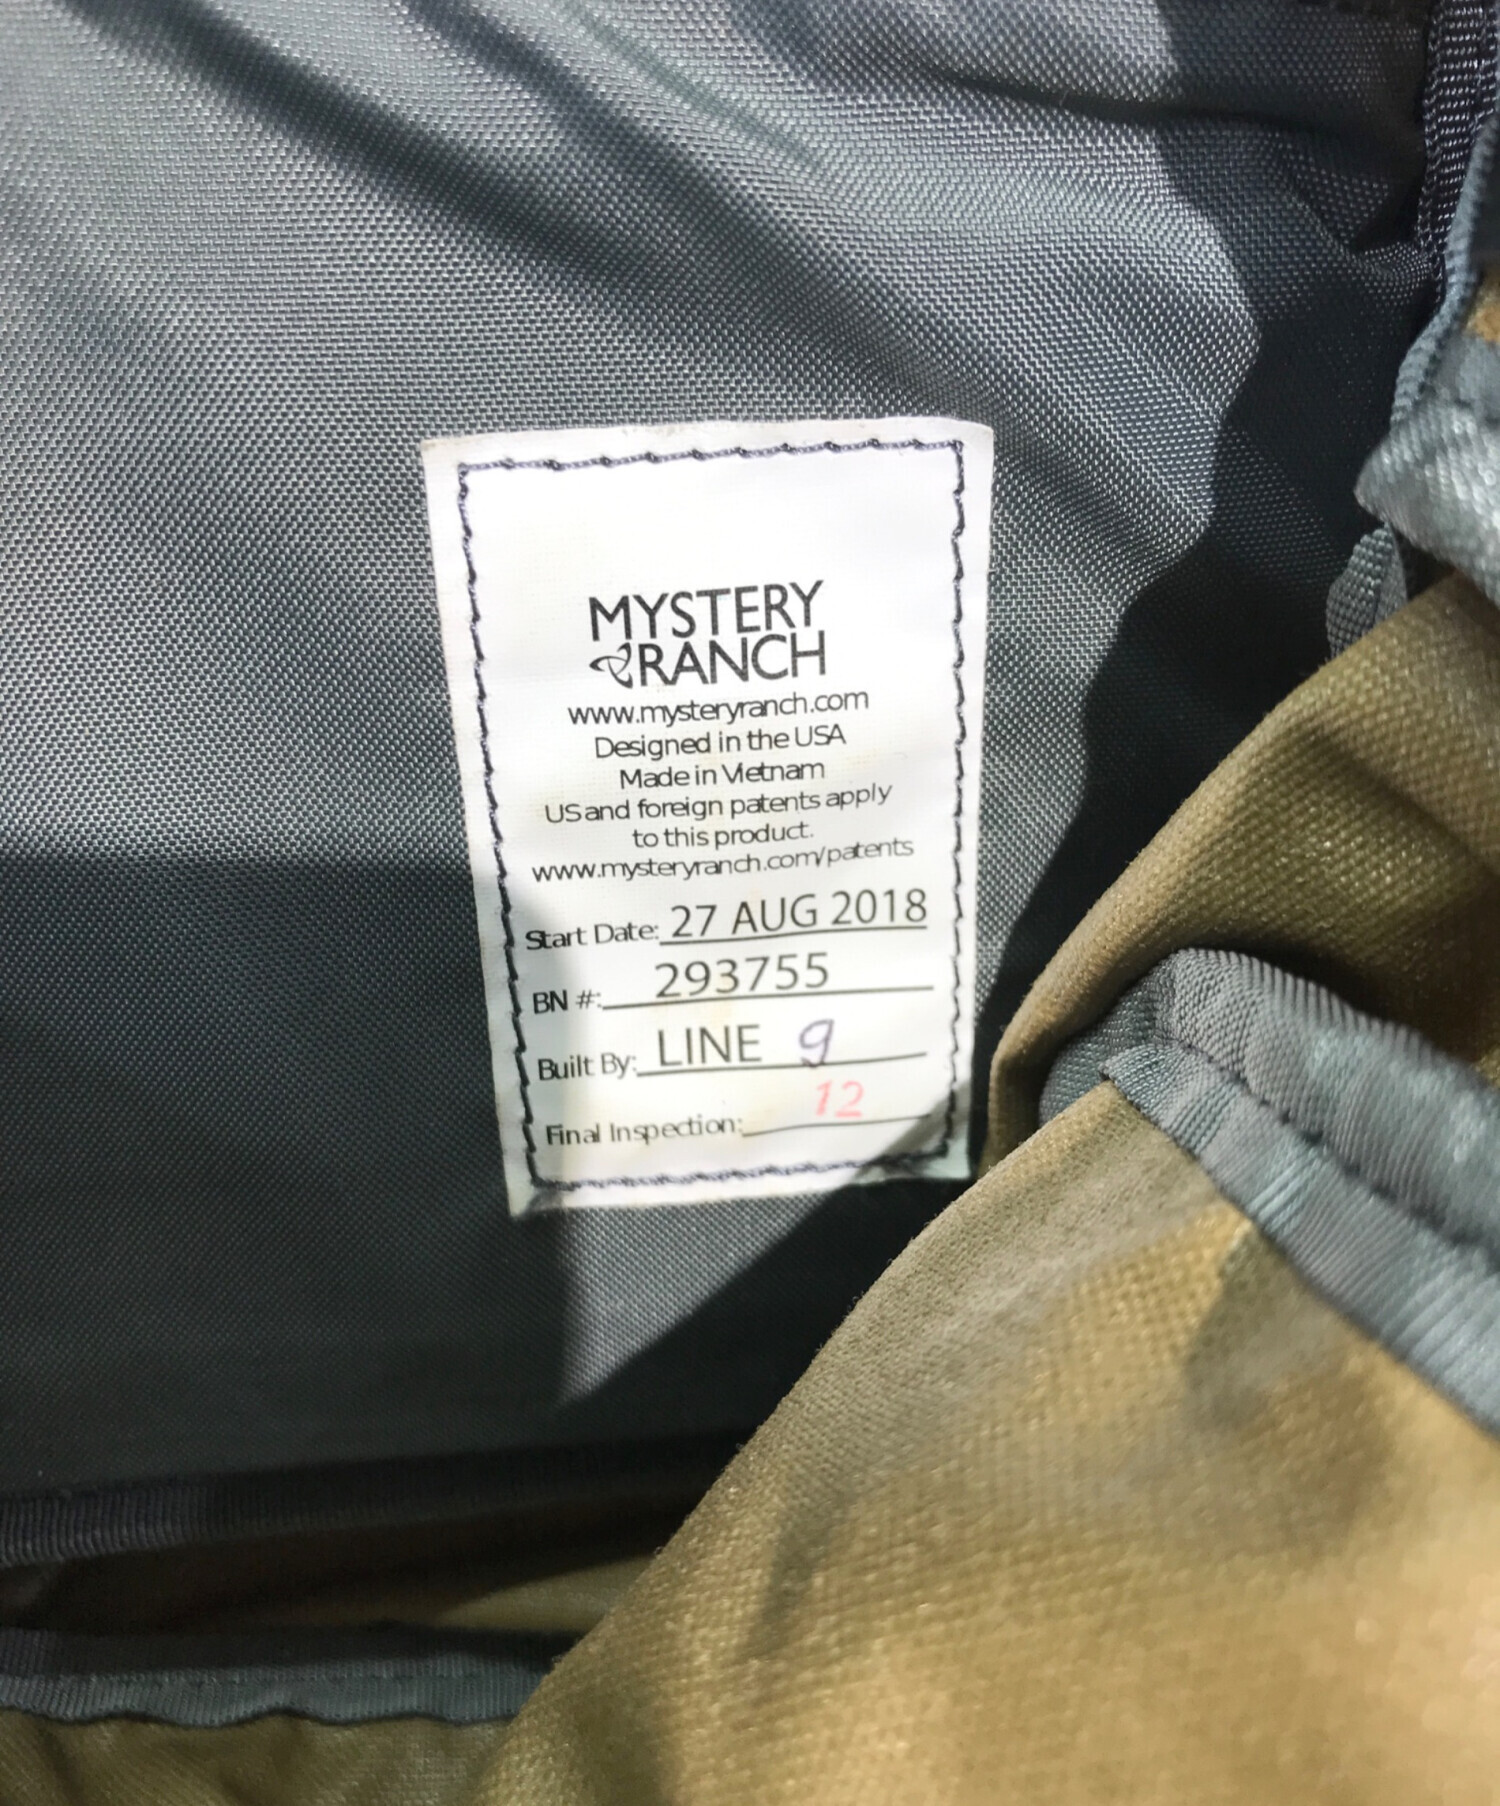 MYSTERY
RANCH
www.mysteryranch.com
Designed in the USA
Made in Vietnam
US and foreign patents apply
to this product.
www.mysteryranch.com/patents
Start Date: 27 AUG 2018
BN #: 293755
Built By: LINE 9
Final Inspection: 12